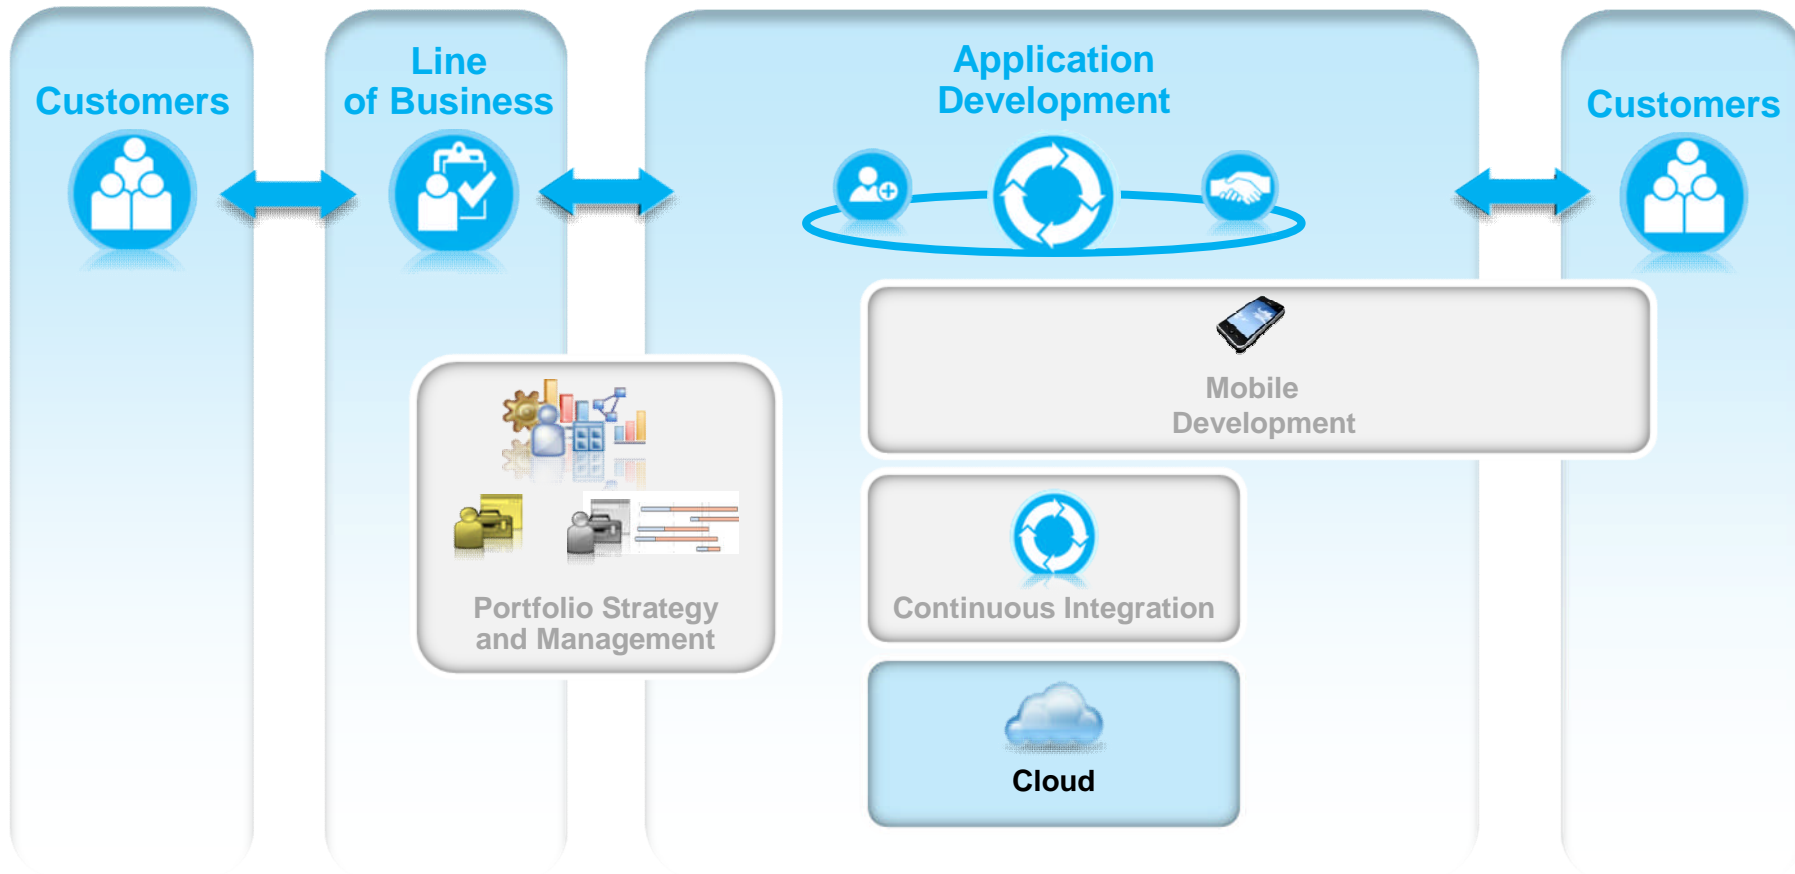 Customers
Line
of Business
Application
Development
Customers
Mobile
Development
Portfolio Strategy
and Management
Continuous Integration
Cloud